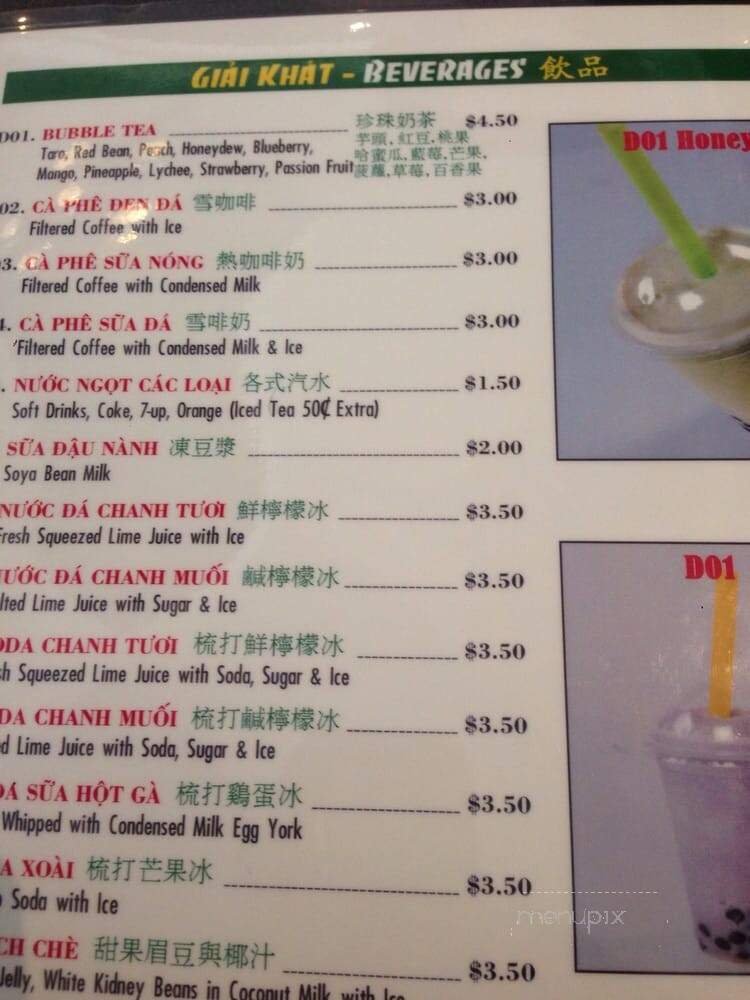 GIẢI KHÁT - BEVERAGES 飲品
D01. BUBBLE TEA 珍珠奶茶 $4.50
Taro, Red Bean, Peach, Honeydew, Blueberry, 芋頭,紅豆,桃果
哈蜜瓜,藍莓,芒果,
Mango, Pineapple, Lychee, Strawberry, Passion Fruit 菠蘿,草莓,百香果
02. CÀ PHÊ ĐEN ĐÁ 雪咖啡 $3.00
Filtered Coffee with Ice
3. CÀ PHÊ SỮA NÓNG 熱咖啡奶 $3.00
Filtered Coffee with Condensed Milk
4. CÀ PHÊ SỮA ĐÁ 雪啡奶 $3.00
Filtered Coffee with Condensed Milk & Ice
. NƯỚC NGỌT CÁC LOẠI 各式汽水 $1.50
Soft Drinks, Coke, 7-up, Orange (Iced Tea 50₵ Extra)
SỮA ĐẬU NÀNH 凍豆漿 $2.00
Soya Bean Milk
NƯỚC ĐÁ CHANH TƯƠI 鮮檸檬冰 $3.50
Fresh Squeezed Lime Juice with Ice
NƯỚC ĐÁ CHANH MUỐI 鹹檸檬冰 $3.50
lted Lime Juice with Sugar & Ice
ODA CHANH TƯƠI 梳打鮮檸檬冰 $3.50
sh Squeezed Lime Juice with Soda, Sugar & Ice
DA CHANH MUỐI 梳打鹹檸檬冰 $3.50
ed Lime Juice with Soda, Sugar & Ice
ĐÁ SỮA HỘT GÀ 梳打鷄蛋冰 $3.50
Whipped with Condensed Milk Egg York
A XOÀI 梳打芒果冰 $3.50
o Soda with Ice
CH CHÈ 甜果眉豆與椰汁 $3.50
Jelly, White Kidney Beans in Coconut Milk with Ice
D01 Honey
D01
menupix